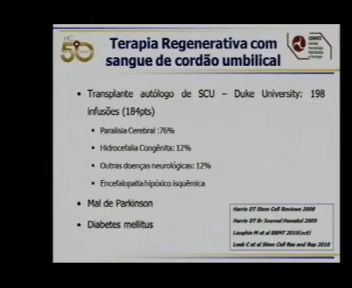 HC
50
Terapia Regenerativa com
sangue de cordão umbilical
Transplante autólogo de SCU – Duke University: 198
infusões (184pts)
Paralisia Cerebral :76%
Hidrocefalia Congênita: 12%
Outras doenças neurológicas: 12%
Encefalopatia hipóxico isquêmica
Mal de Parkinson
Diabetes mellitus
Harris DT Stem Cell Reviews 2008
Harris DT Br Journal Haematol 2009
et al BBMT 2010
C et al Stem Cell Res and Rep 2010